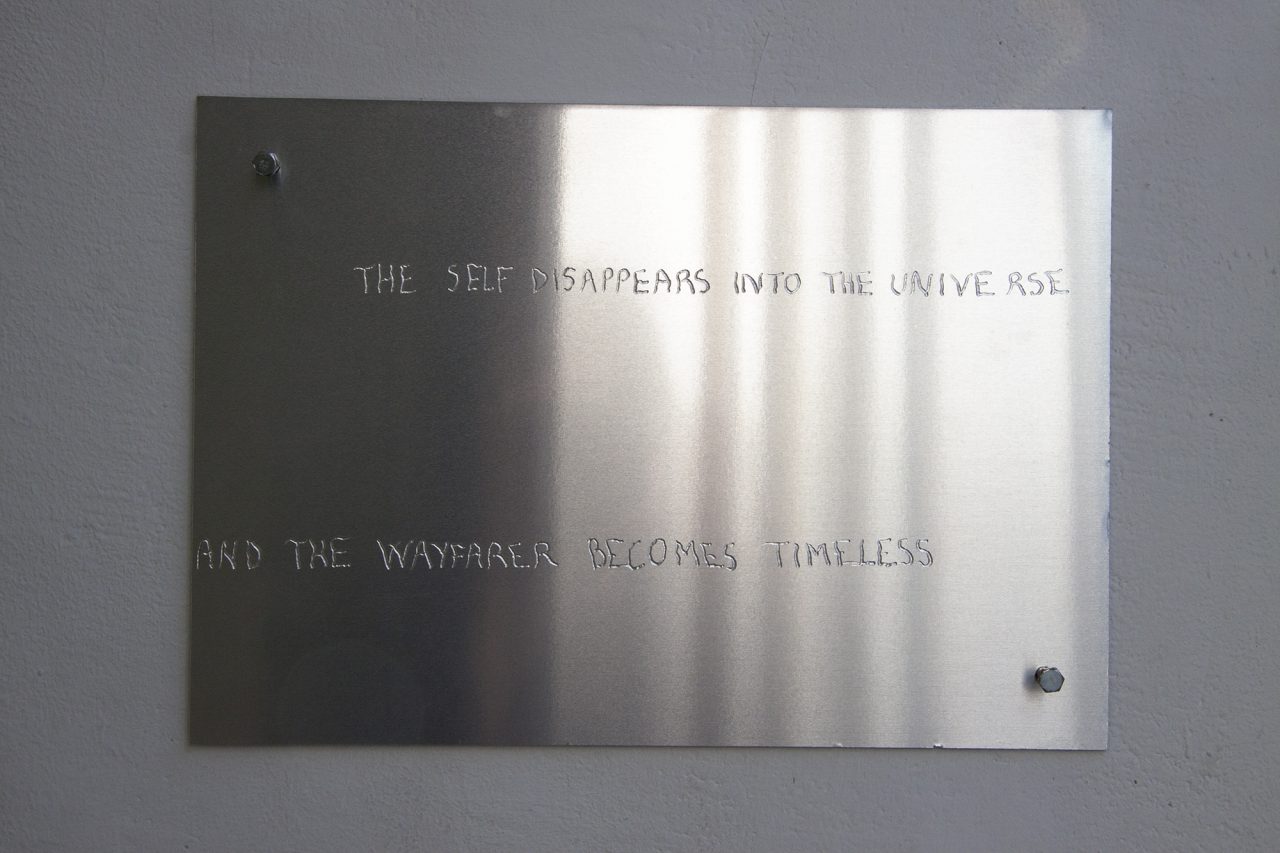 THE SELF DISAPPEARS INTO THE UNIVERSE
AND THE WAYFARER BECOMES TIMELESS